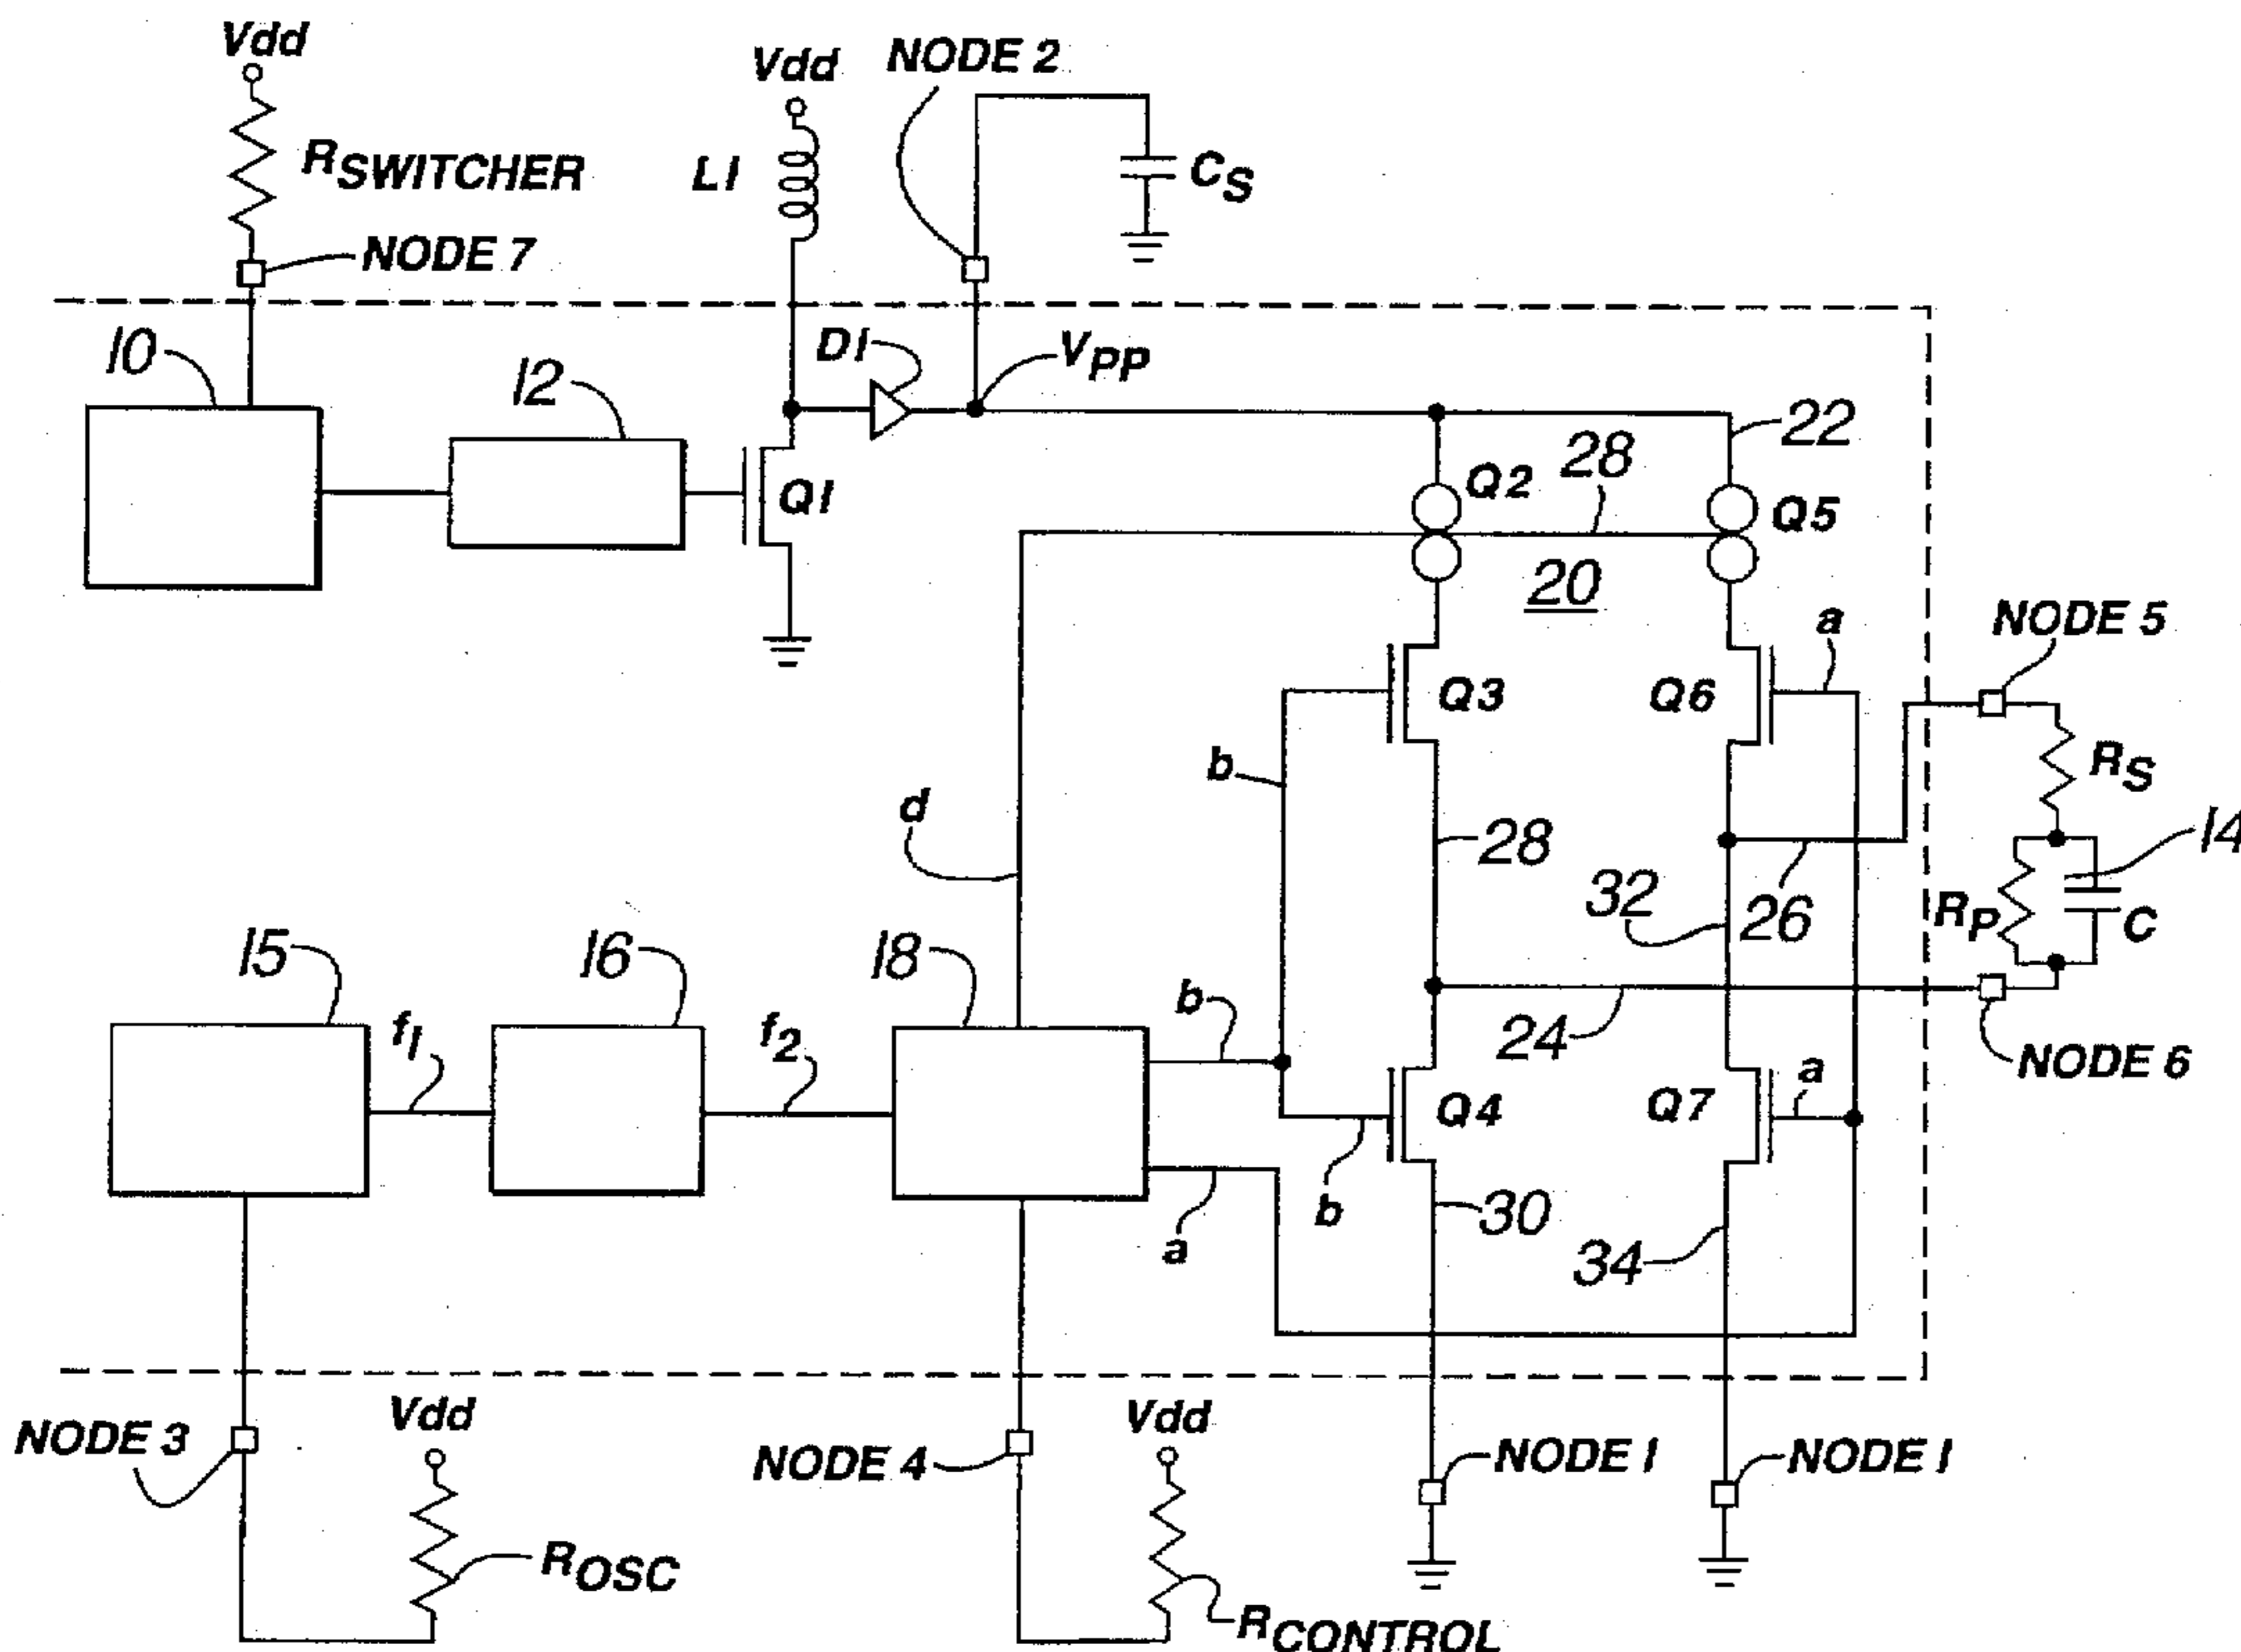 Vdd
Vdd
NODE 2
RSWITCHER
L1
CS
NODE 7
10
12
D1
VPP
22
28
Q2
Q5
Q1
20
NODE 5
a
Q3
Q6
b
RS
d
28
14
32
26
RP
C
15
16
18
b
24
NODE 6
f1
f2
a
Q4
Q7
b
30
a
34
NODE 3
Vdd
NODE 4
Vdd
NODE 1
NODE 1
ROSC
RCONTROL